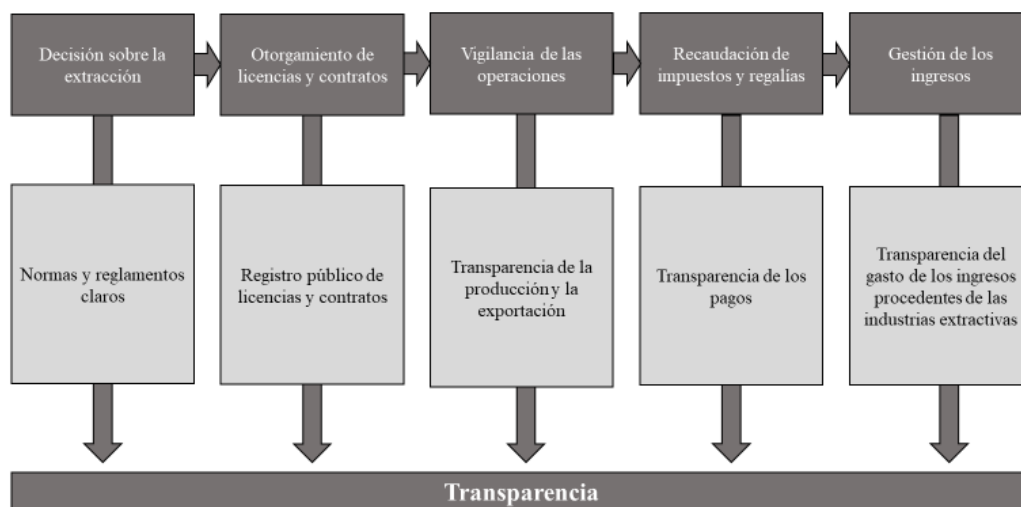 Decisión sobre la
extracción
Otorgamiento de
licencias y contratos
Vigilancia de las
operaciones
Recaudación de
impuestos y regalías
Gestión de los
ingresos
Normas y reglamentos
claros
Registro público de
licencias y contratos
Transparencia de la
producción y la
exportación
Transparencia de los
pagos
Transparencia del
gasto de los ingresos
procedentes de las
industrias extractivas
Transparencia